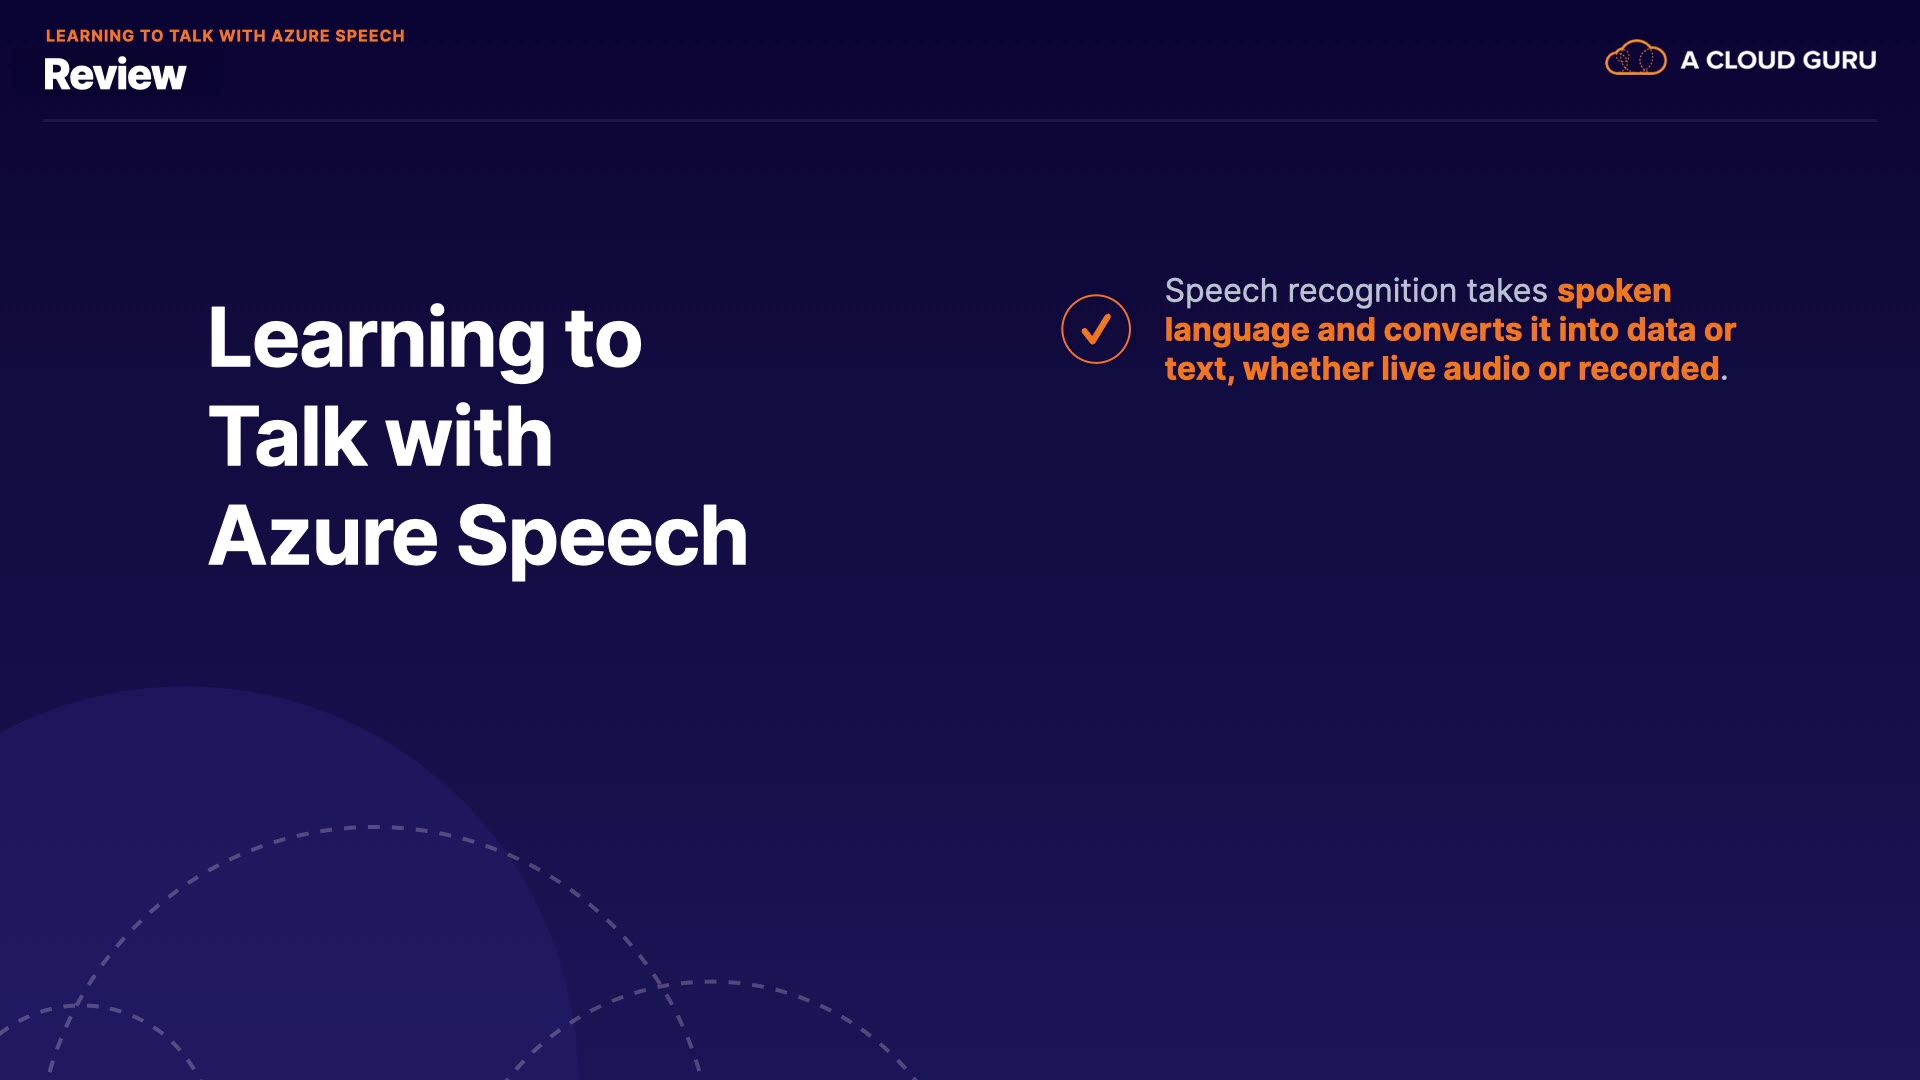 LEARNING TO TALK WITH AZURE SPEECH
Review
A CLOUD GURU
Learning to
Talk with
Azure Speech
Speech recognition takes spoken
language and converts it into data or
text, whether live audio or recorded.